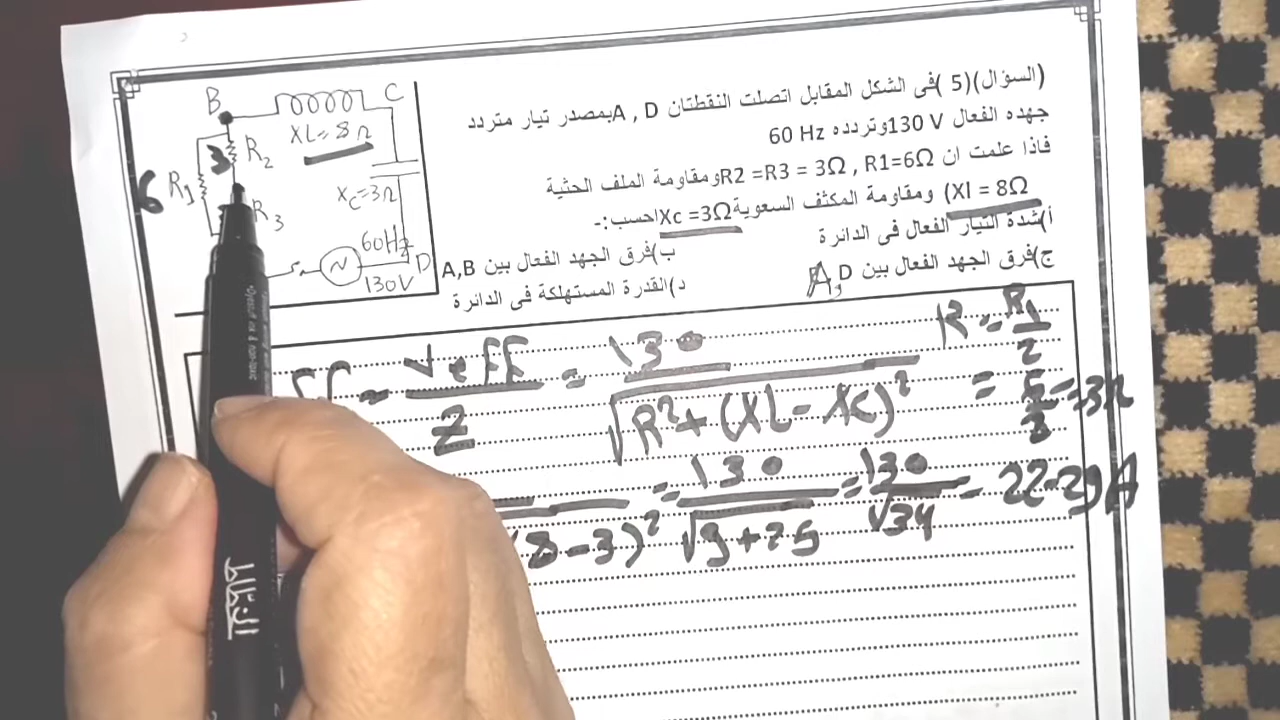 (السؤال)(5 )فى الشكل المقابل اتصلت النقطتان A , D بمصدر تيار متردد
جهده الفعال 130 V وتردده 60 Hz
فاذا علمت ان R2 =R3 = 3Ω , R1=6Ω ومقاومة الملف الحثية
(Xl = 8Ω ومقاومة المكثف السعوية Xc =3Ω احسب:-
أ)شدة التيار الفعال فى الدائرة
ب)فرق الجهد الفعال بين A,B
ج)فرق الجهد الفعال بين A, D
د)القدرة المستهلكة فى الدائرة
B
C
XL=8Ω
R2
3
6
R1
XC=3Ω
R3
60Hz
D
130V
= Veff / Z = 130 / √R²+(XL-XC)²
R = R1/2
= 3Ω
(8-3)² = 130 / √9+25 = 130 / √34 = 22.29A
النخطاط